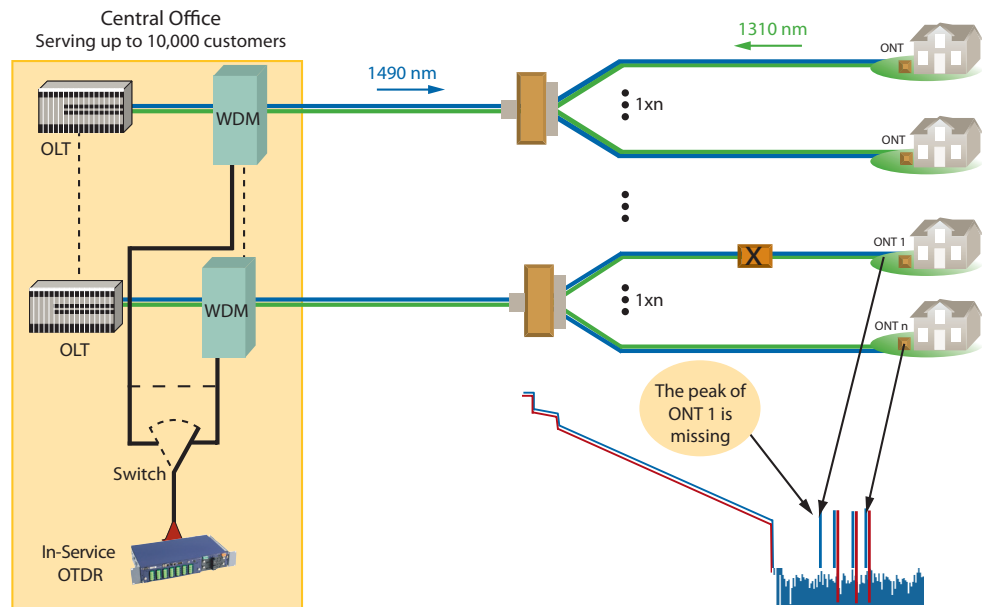 Central Office
Serving up to 10,000 customers
1310 nm
1490 nm
ONT
WDM
OLT
1xn
ONT
ONT 1
X
WDM
1xn
OLT
ONT n
The peak of
ONT 1 is
missing
Switch
In-Service
OTDR